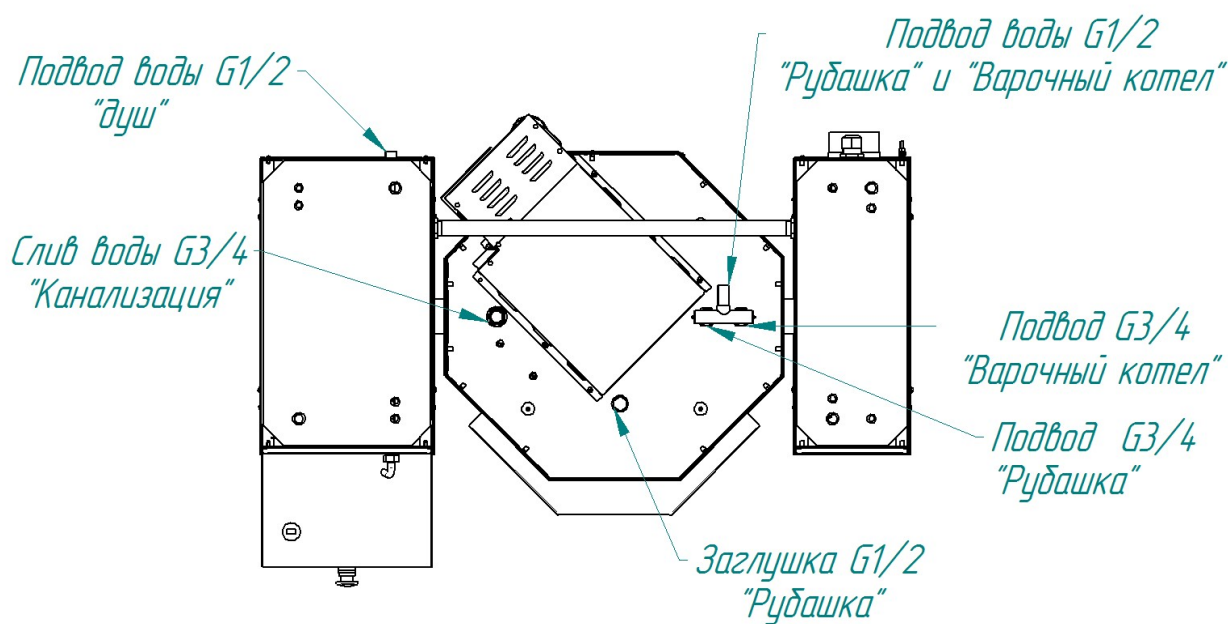 Подвод воды G1/2
"душ"
Подвод воды G1/2
"Рубашка" и "Варочный котел"
Слив воды G3/4
"Канализация"
Подвод G3/4
"Варочный котел"
Подвод G3/4
"Рубашка"
Заглушка G1/2
"Рубашка"